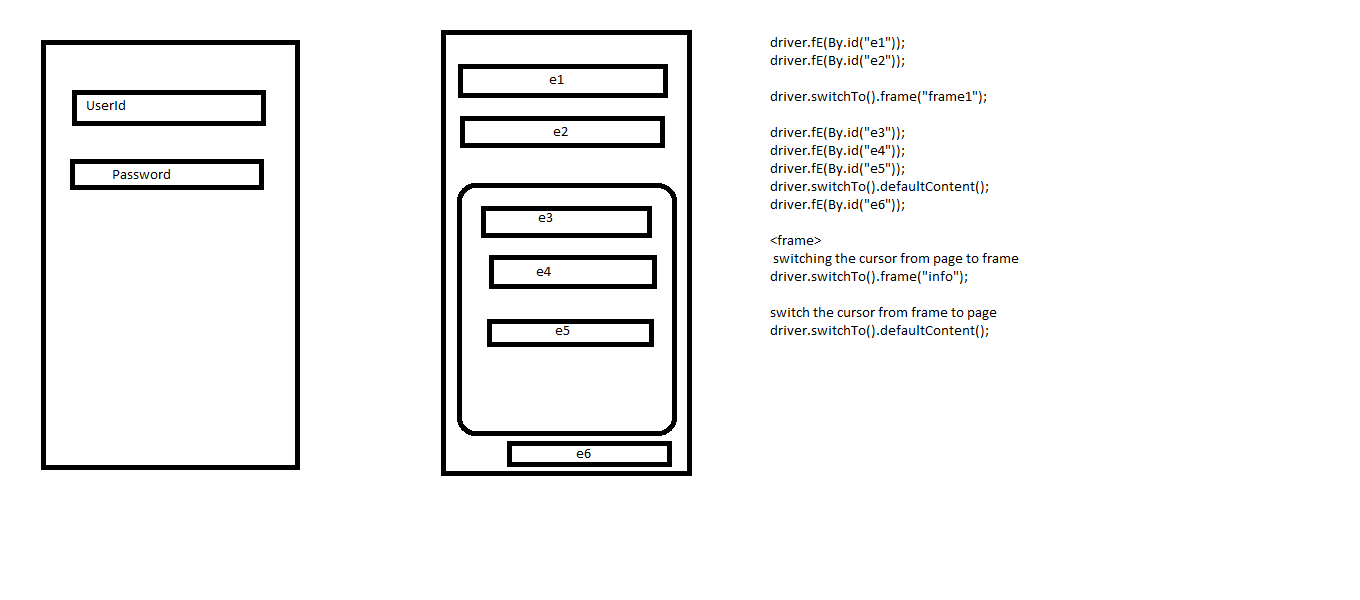 UserId
Password
e1
e2
e3
e4
e5
e6
driver.fE(By.id("e1"));
driver.fE(By.id("e2"));
driver.switchTo().frame("frame1");
driver.fE(By.id("e3"));
driver.fE(By.id("e4"));
driver.fE(By.id("e5"));
driver.switchTo().defaultContent();
driver.fE(By.id("e6"));
<frame>
switching the cursor from page to frame
driver.switchTo().frame("info");
switch the cursor from frame to page
driver.switchTo().defaultContent();